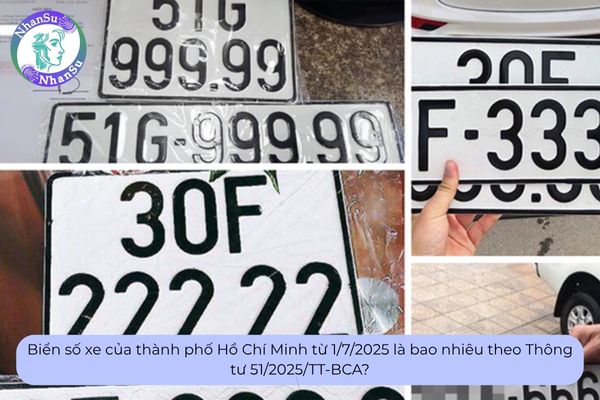 NhanSu
NhanSu
51G
999.99
51G-999.99
30F
222.22
30F
F-333
666
Biển số xe của thành phố Hồ Chí Minh từ 1/7/2025 là bao nhiêu theo Thông
tư 51/2025/TT-BCA?